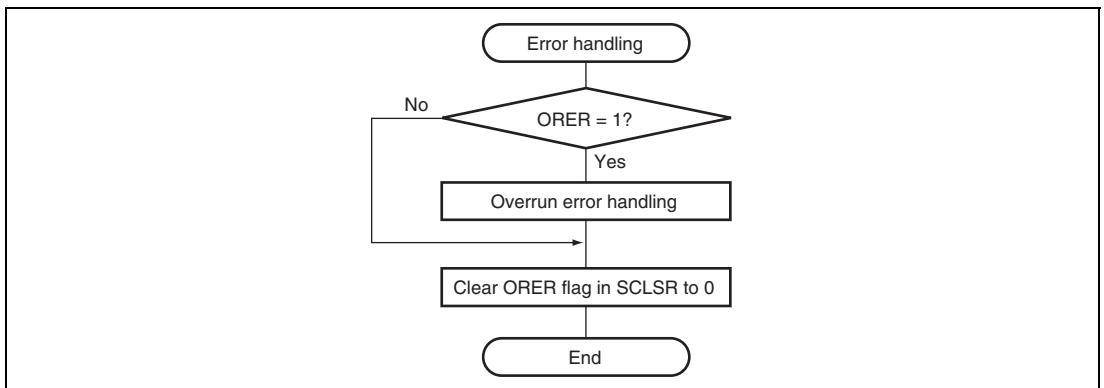 Error handling
No
ORER = 1?
Yes
Overrun error handling
Clear ORER flag in SCLSR to 0
End